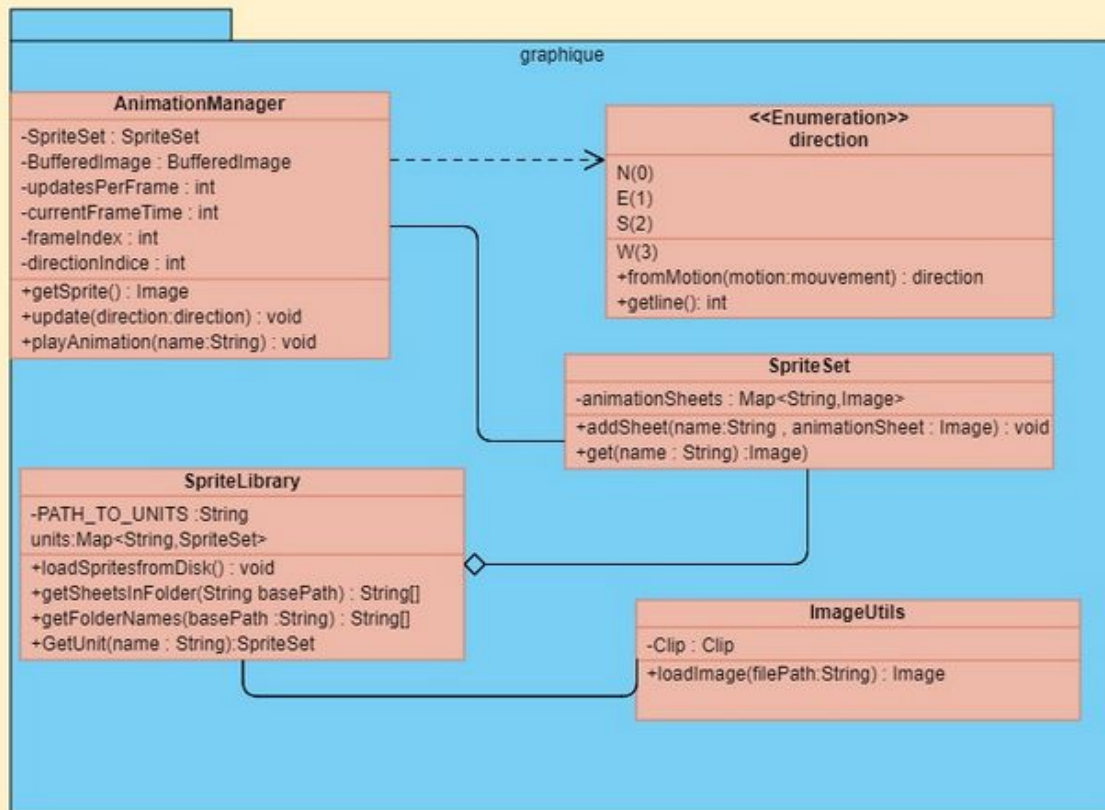 graphique
AnimationManager
-SpriteSet : SpriteSet
-BufferedImage : BufferedImage
-updatesPerFrame : int
-currentFrameTime : int
-frameIndex : int
-directionIndice : int
+getSprite() : Image
+update(direction:direction) : void
+playAnimation(name:String) : void
<<Enumeration>>
direction
N(0)
E(1)
S(2)
W(3)
+fromMotion(motion:mouvement) : direction
+getline(): int
SpriteSet
-animationSheets : Map<String,Image>
+addSheet(name:String , animationSheet : Image) : void
+get(name : String) :Image)
SpriteLibrary
-PATH_TO_UNITS :String
units:Map<String,SpriteSet>
+loadSpritesfromDisk() : void
+getSheetsInFolder(String basePath) : String[]
+getFolderNames(basePath :String) : String[]
+GetUnit(name : String):SpriteSet
ImageUtils
-Clip : Clip
+loadImage(filePath:String) : Image